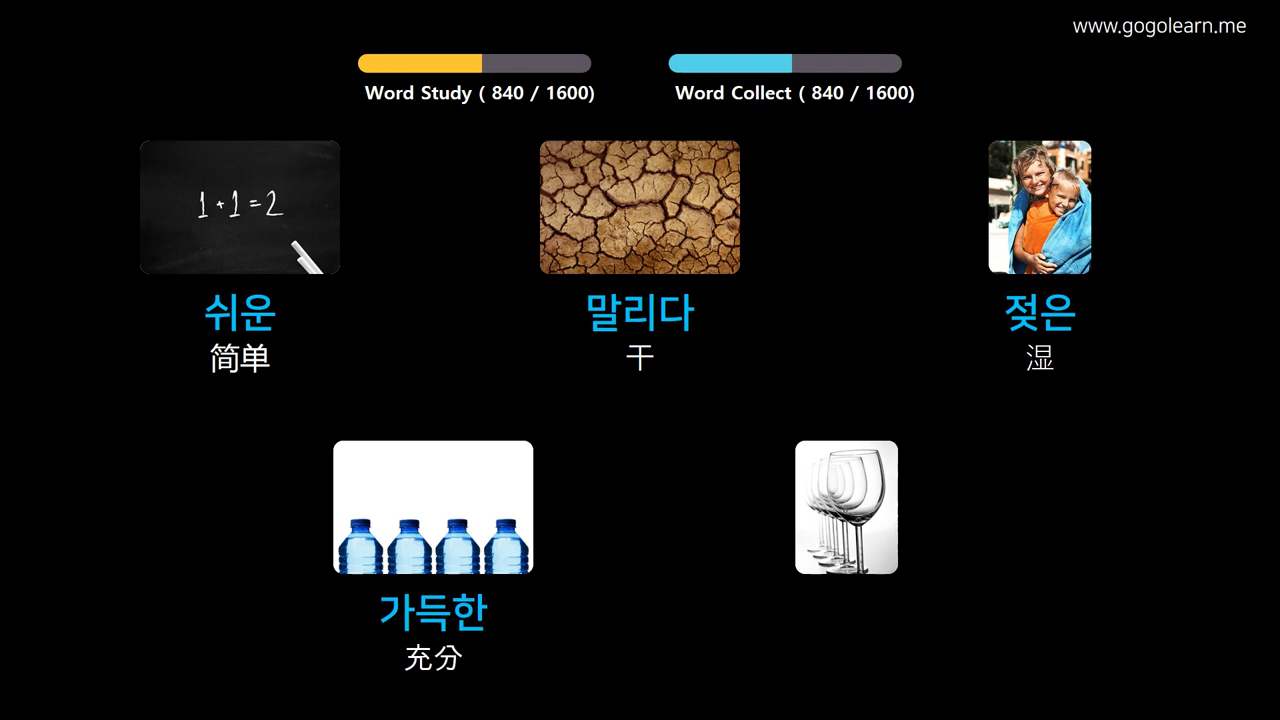 www.gogolearn.me
Word Study ( 840 / 1600)
Word Collect ( 840 / 1600)
1+1=2
쉬운
简单
말리다
干
젖은
湿
가득한
充分